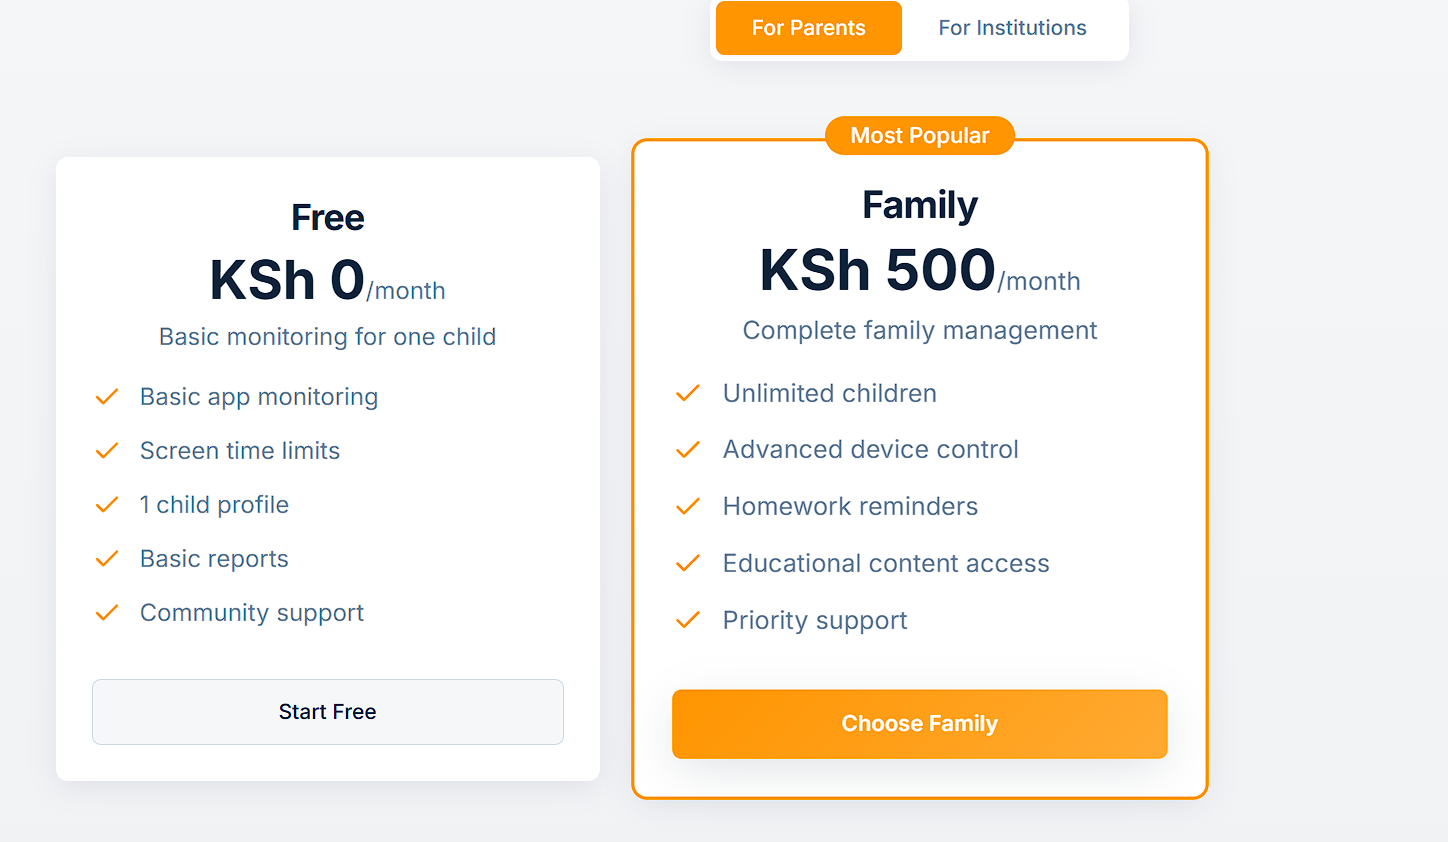 For Parents
For Institutions
Free
KSh 0/month
Basic monitoring for one child
Basic app monitoring
Screen time limits
1 child profile
Basic reports
Community support
Start Free
Most Popular
Family
KSh 500/month
Complete family management
Unlimited children
Advanced device control
Homework reminders
Educational content access
Priority support
Choose Family